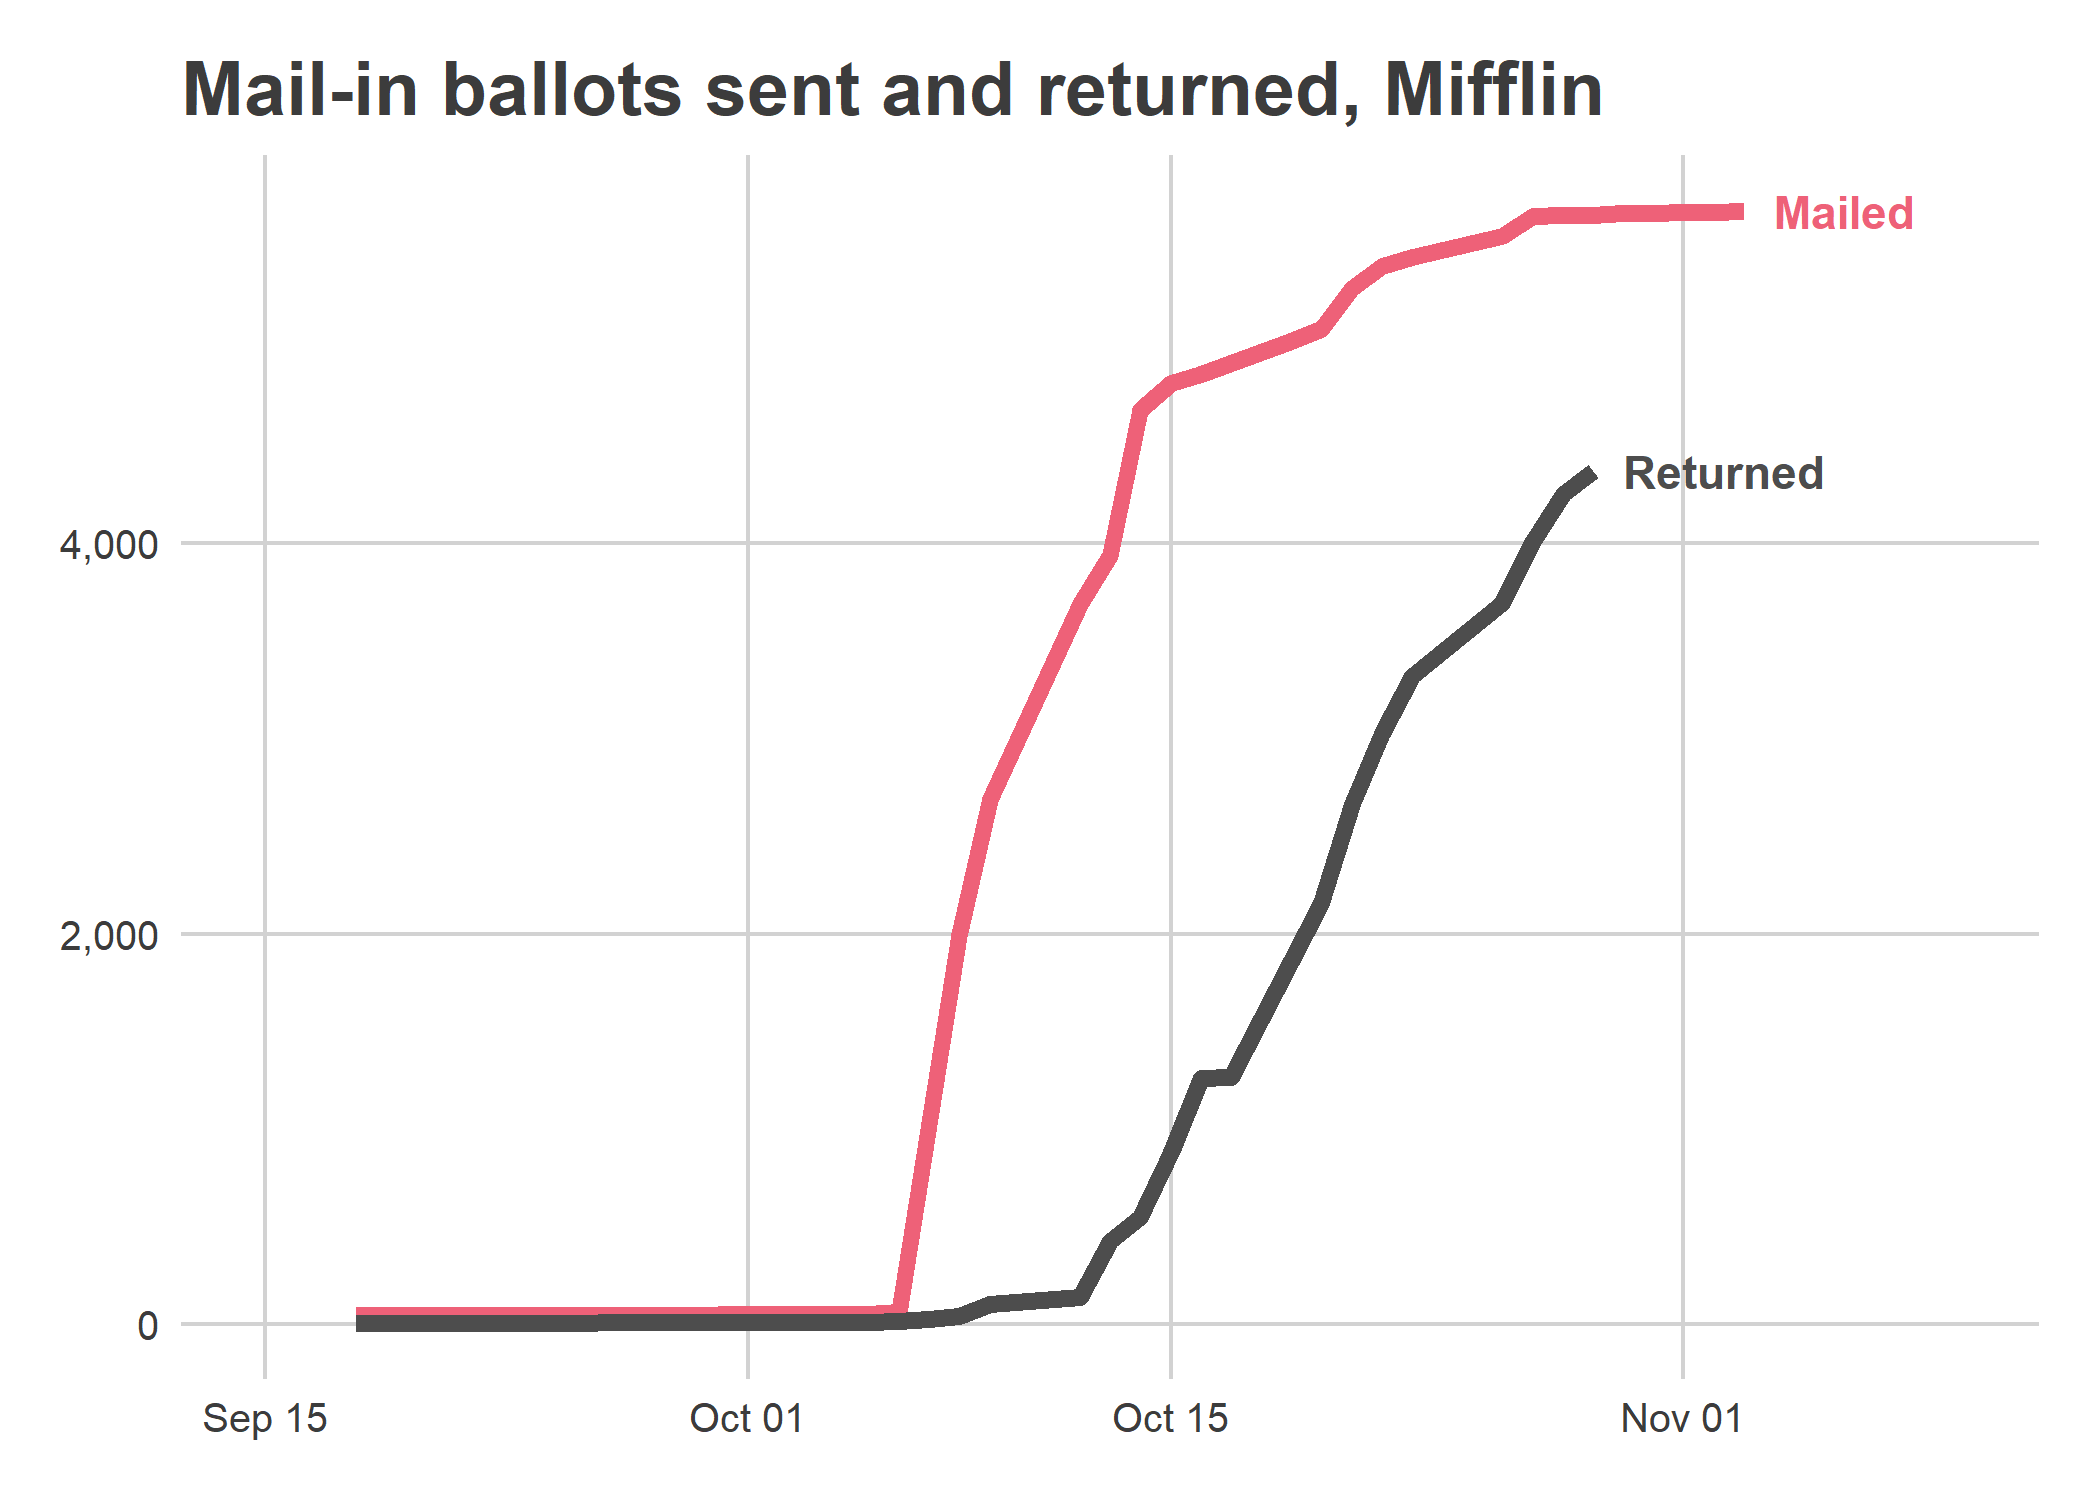 Mail-in ballots sent and returned, Mifflin
Mailed
Returned
4,000
2,000
0
Sep 15
Oct 01
Oct 15
Nov 01